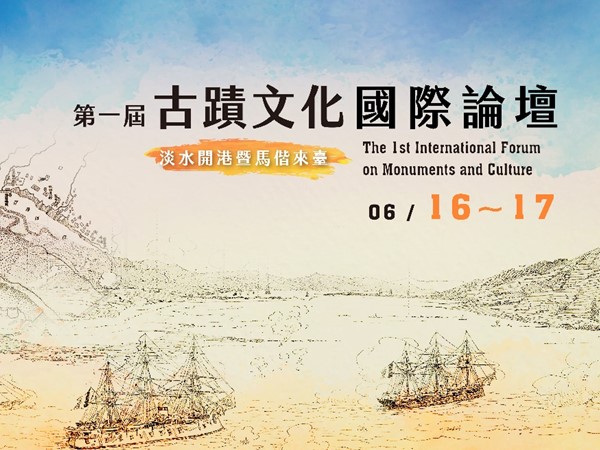 第一屆 古蹟文化國際論壇
淡水開港暨馬偕來臺
The 1st International Forum
on Monuments and Culture
06 / 16～17